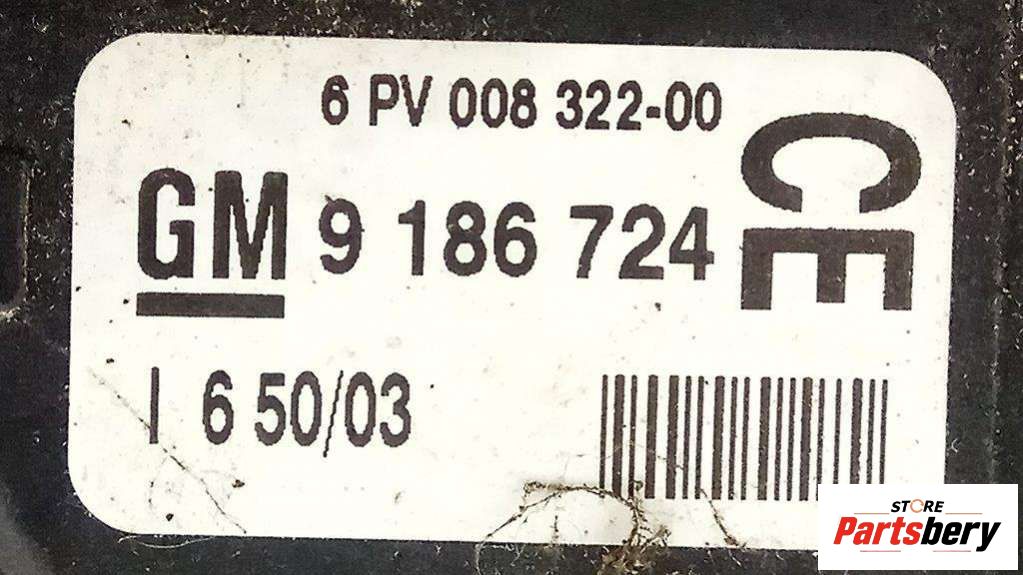 6 PV 008 322-00
GM 9 186 724
CE
I 6 50/03
STORE
Partsbery